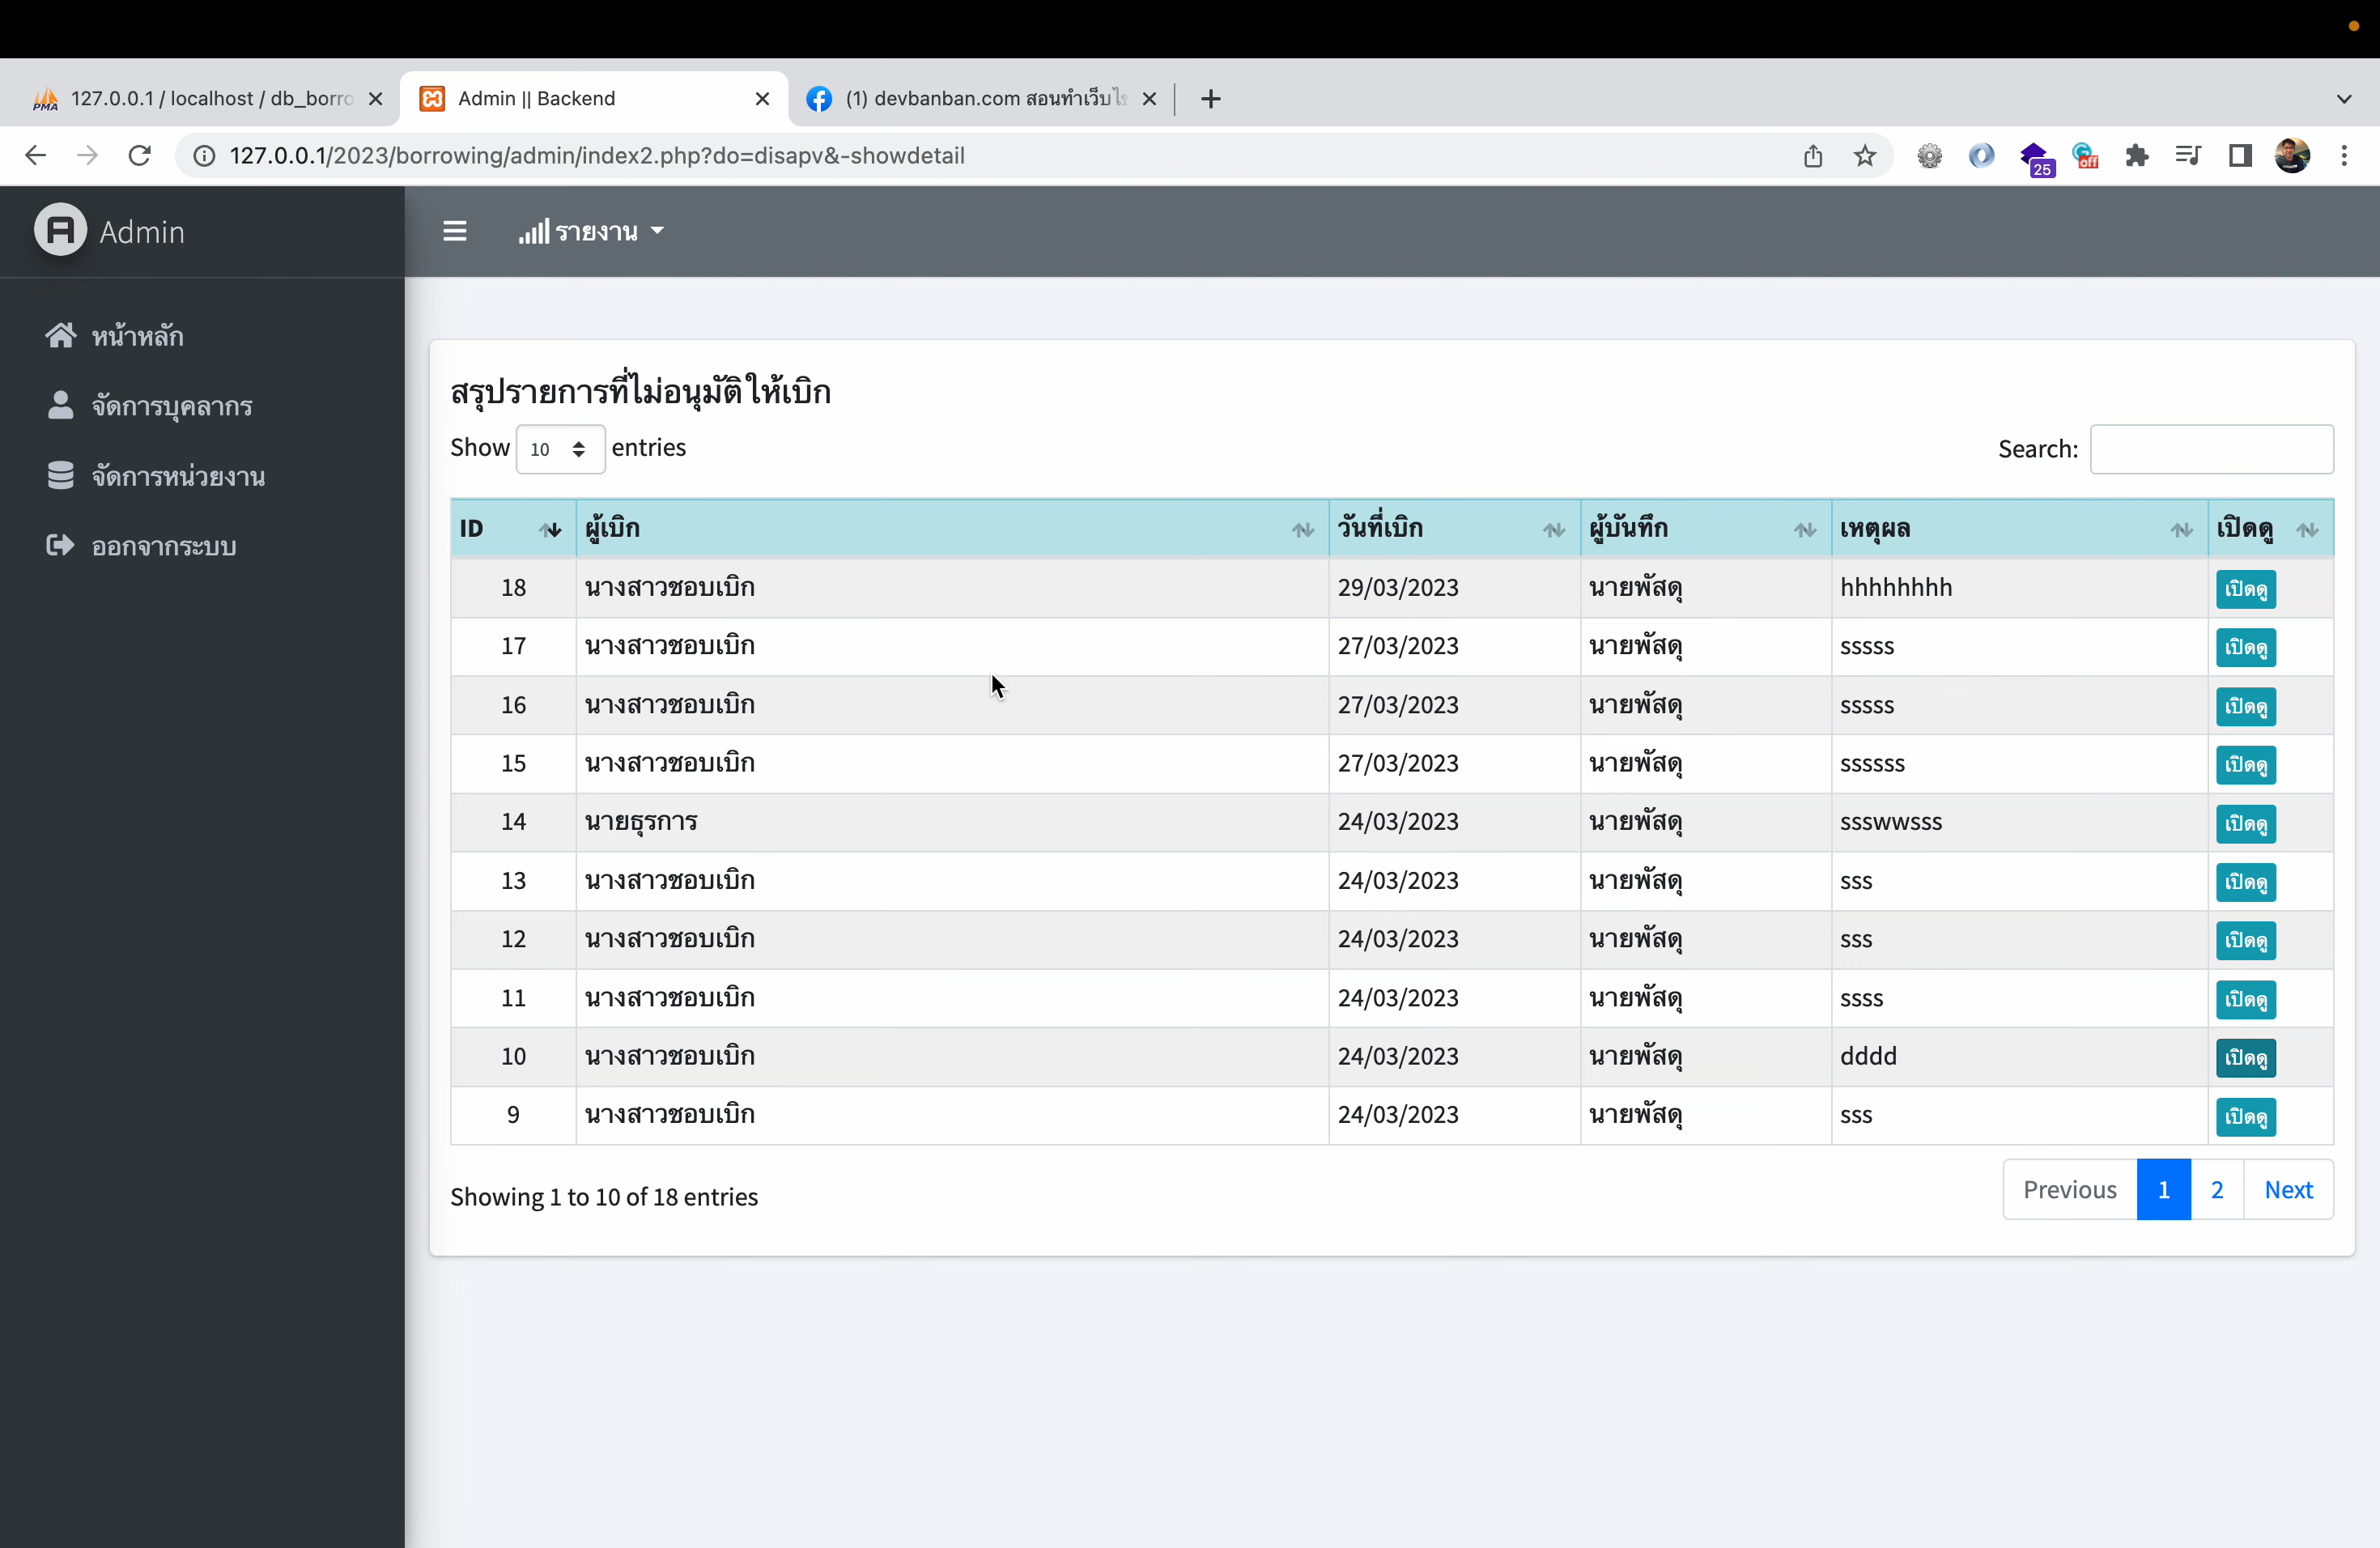 127.0.0.1 / localhost / db_borro
Admin || Backend
(1) devbanban.com สอนทำเว็บไซ
127.0.0.1/2023/borrowing/admin/index2.php?do=disapv&-showdetail
25
off
Admin
รายงาน
หน้าหลัก
จัดการบุคลากร
จัดการหน่วยงาน
ออกจากระบบ
สรุปรายการที่ไม่อนุมัติให้เบิก
Show 10 entries
Search:
ID ผู้เบิก วันที่เบิก ผู้บันทึก เหตุผล เปิดดู
18 นางสาวชอบเบิก 29/03/2023 นายพัสดุ hhhhhhhh เปิดดู
17 นางสาวชอบเบิก 27/03/2023 นายพัสดุ sssss เปิดดู
16 นางสาวชอบเบิก 27/03/2023 นายพัสดุ sssss เปิดดู
15 นางสาวชอบเบิก 27/03/2023 นายพัสดุ ssssss เปิดดู
14 นายธุรการ 24/03/2023 นายพัสดุ ssswwsss เปิดดู
13 นางสาวชอบเบิก 24/03/2023 นายพัสดุ sss เปิดดู
12 นางสาวชอบเบิก 24/03/2023 นายพัสดุ sss เปิดดู
11 นางสาวชอบเบิก 24/03/2023 นายพัสดุ ssss เปิดดู
10 นางสาวชอบเบิก 24/03/2023 นายพัสดุ dddd เปิดดู
9 นางสาวชอบเบิก 24/03/2023 นายพัสดุ sss เปิดดู
Showing 1 to 10 of 18 entries
Previous 1 2 Next